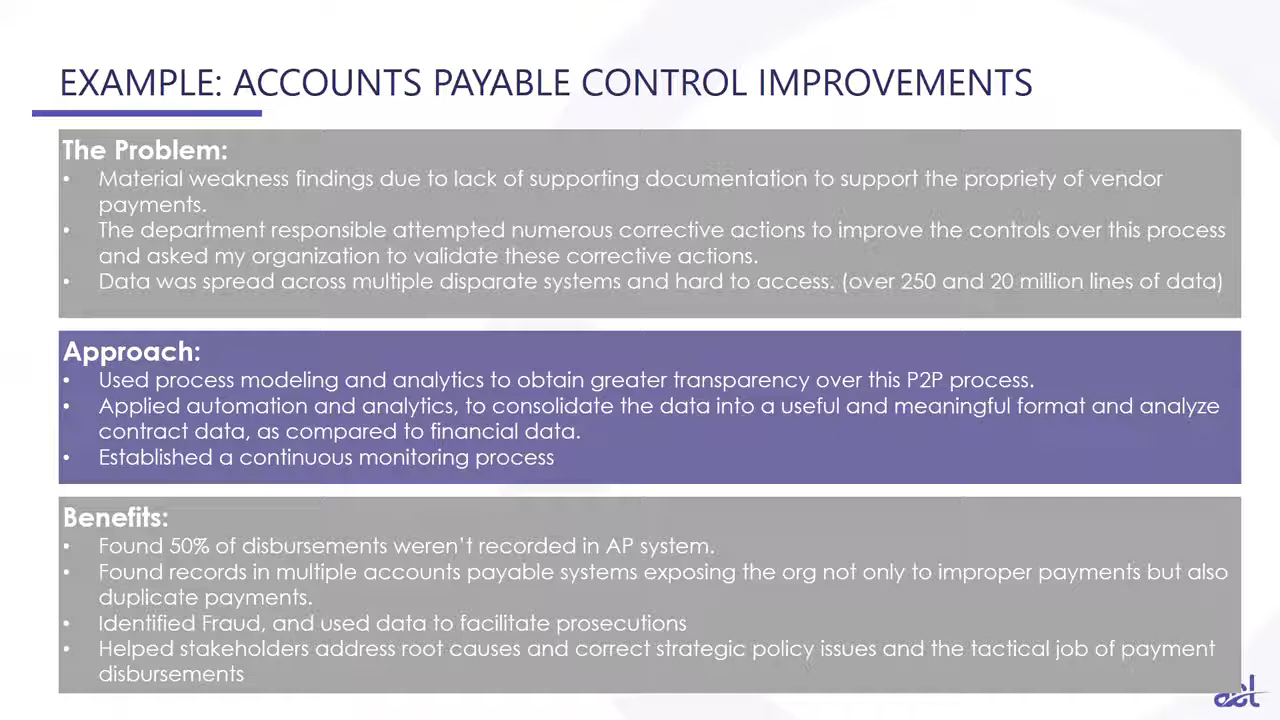 EXAMPLE: ACCOUNTS PAYABLE CONTROL IMPROVEMENTS
The Problem:
• Material weakness findings due to lack of supporting documentation to support the propriety of vendor
payments.
• The department responsible attempted numerous corrective actions to improve the controls over this process
and asked my organization to validate these corrective actions.
• Data was spread across multiple disparate systems and hard to access. (over 250 and 20 million lines of data)
Approach:
• Used process modeling and analytics to obtain greater transparency over this P2P process.
• Applied automation and analytics, to consolidate the data into a useful and meaningful format and analyze
contract data, as compared to financial data.
• Established a continuous monitoring process
Benefits:
• Found 50% of disbursements weren't recorded in AP system.
• Found records in multiple accounts payable systems exposing the org not only to improper payments but also
duplicate payments.
• Identified Fraud, and used data to facilitate prosecutions
• Helped stakeholders address root causes and correct strategic policy issues and the tactical job of payment
disbursements
acl